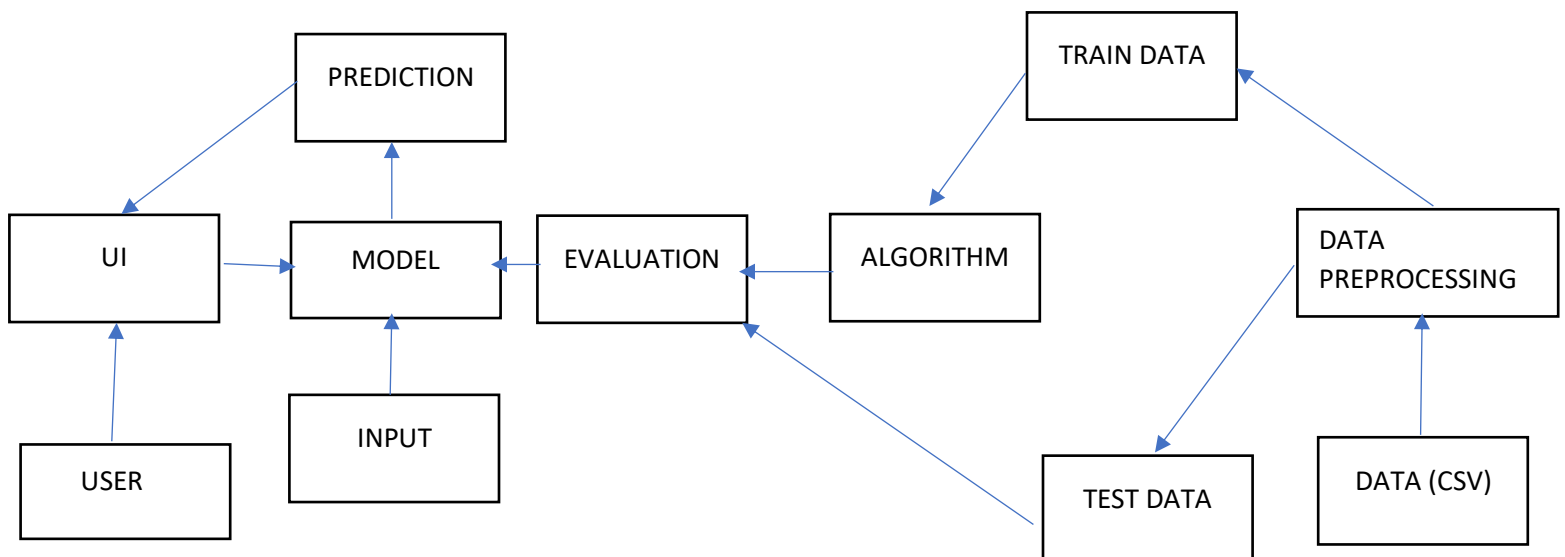 TRAIN DATA
PREDICTION
UI
MODEL
EVALUATION
ALGORITHM
DATA
PREPROCESSING
INPUT
USER
TEST DATA
DATA (CSV)